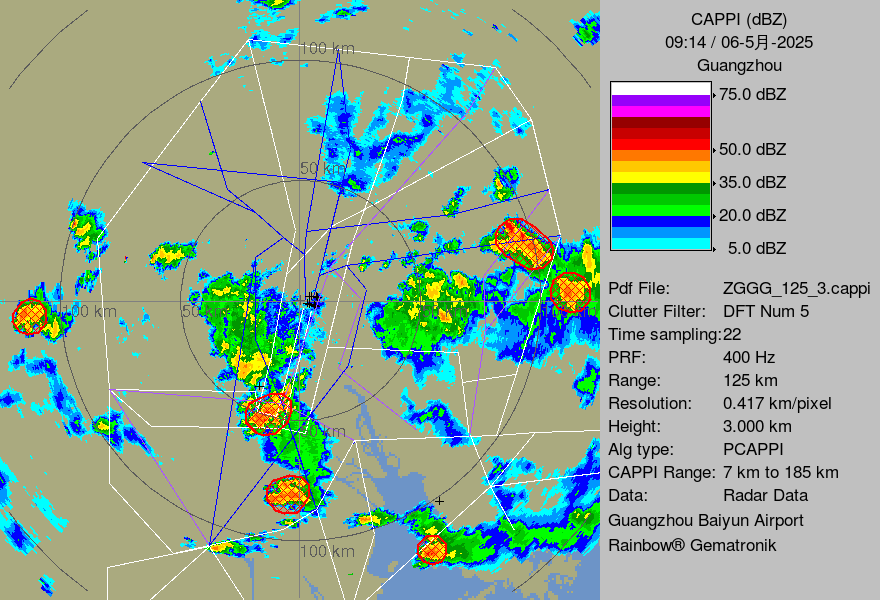 100 km
50 km
100 km
50 km
50 km
100 km
CAPPI (dBZ)
09:14 / 06-5月-2025
Guangzhou
75.0 dBZ
50.0 dBZ
35.0 dBZ
20.0 dBZ
5.0 dBZ
Pdf File: ZGGG_125_3.cappi
Clutter Filter: DFT Num 5
Time sampling:22
PRF: 400 Hz
Range: 125 km
Resolution: 0.417 km/pixel
Height: 3.000 km
Alg type: PCAPPI
CAPPI Range: 7 km to 185 km
Data: Radar Data
Guangzhou Baiyun Airport
Rainbow® Gematronik